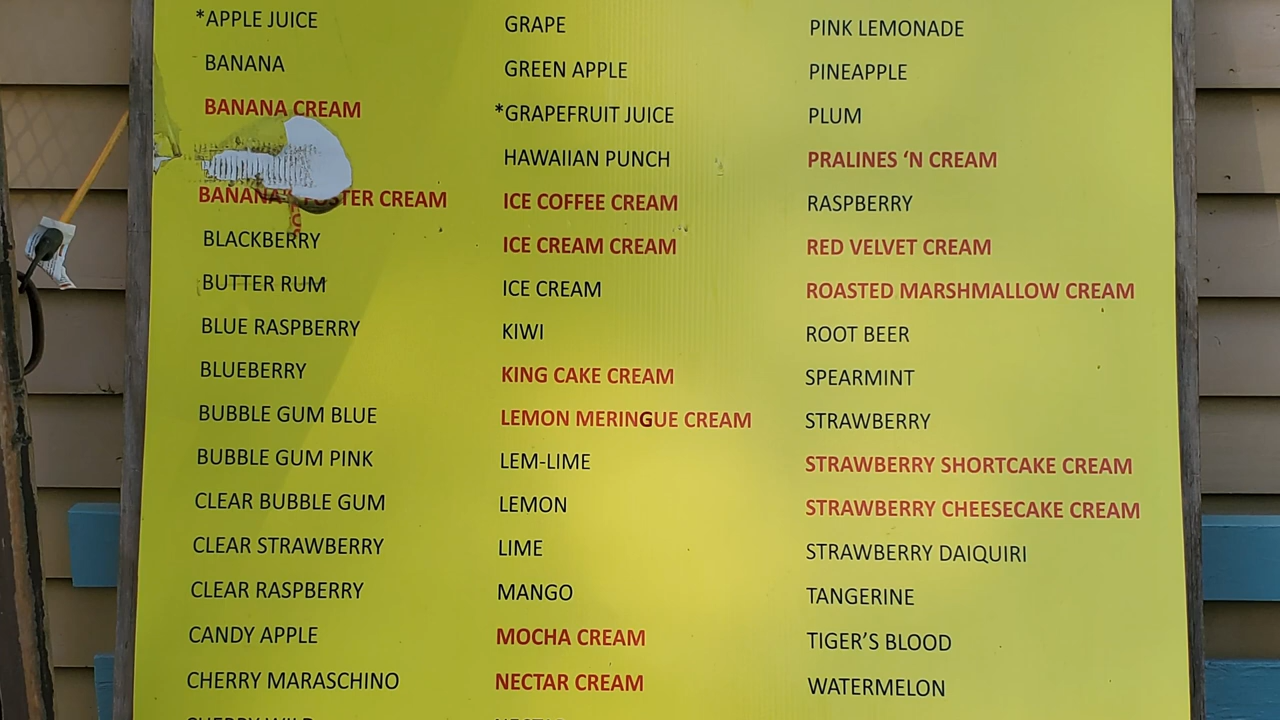 *APPLE JUICE
BANANA
BANANA CREAM
BANANA'S FOSTER CREAM
BLACKBERRY
BUTTER RUM
BLUE RASPBERRY
BLUEBERRY
BUBBLE GUM BLUE
BUBBLE GUM PINK
CLEAR BUBBLE GUM
CLEAR STRAWBERRY
CLEAR RASPBERRY
CANDY APPLE
CHERRY MARASCHINO
CHERRY WILD
GRAPE
GREEN APPLE
*GRAPEFRUIT JUICE
HAWAIIAN PUNCH
ICE COFFEE CREAM
ICE CREAM CREAM
ICE CREAM
KIWI
KING CAKE CREAM
LEMON MERINGUE CREAM
LEM-LIME
LEMON
LIME
MANGO
MOCHA CREAM
NECTAR CREAM
NECTAR
PINK LEMONADE
PINEAPPLE
PLUM
PRALINES ‘N CREAM
RASPBERRY
RED VELVET CREAM
ROASTED MARSHMALLOW CREAM
ROOT BEER
SPEARMINT
STRAWBERRY
STRAWBERRY SHORTCAKE CREAM
STRAWBERRY CHEESECAKE CREAM
STRAWBERRY DAIQUIRI
TANGERINE
TIGER’S BLOOD
WATERMELON